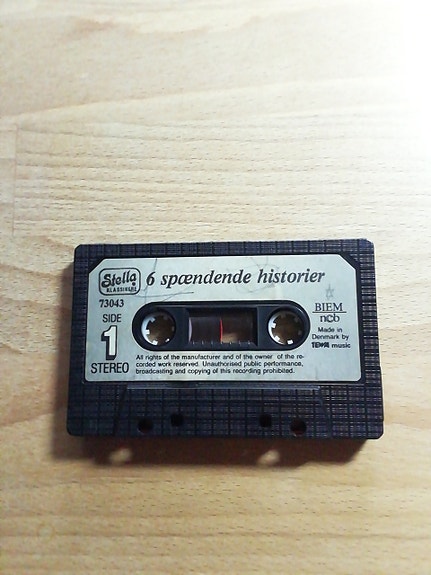 Stella
KLASSIKERE
6 spændende historier
73043
SIDE
1
STEREO
BIEM
ncb
Made in
Denmark by
music
All rights of the manufacturer and of the owner of the re-
corded work reserved. Unauthorised public performance,
broadcasting and copying of this recording prohibited.